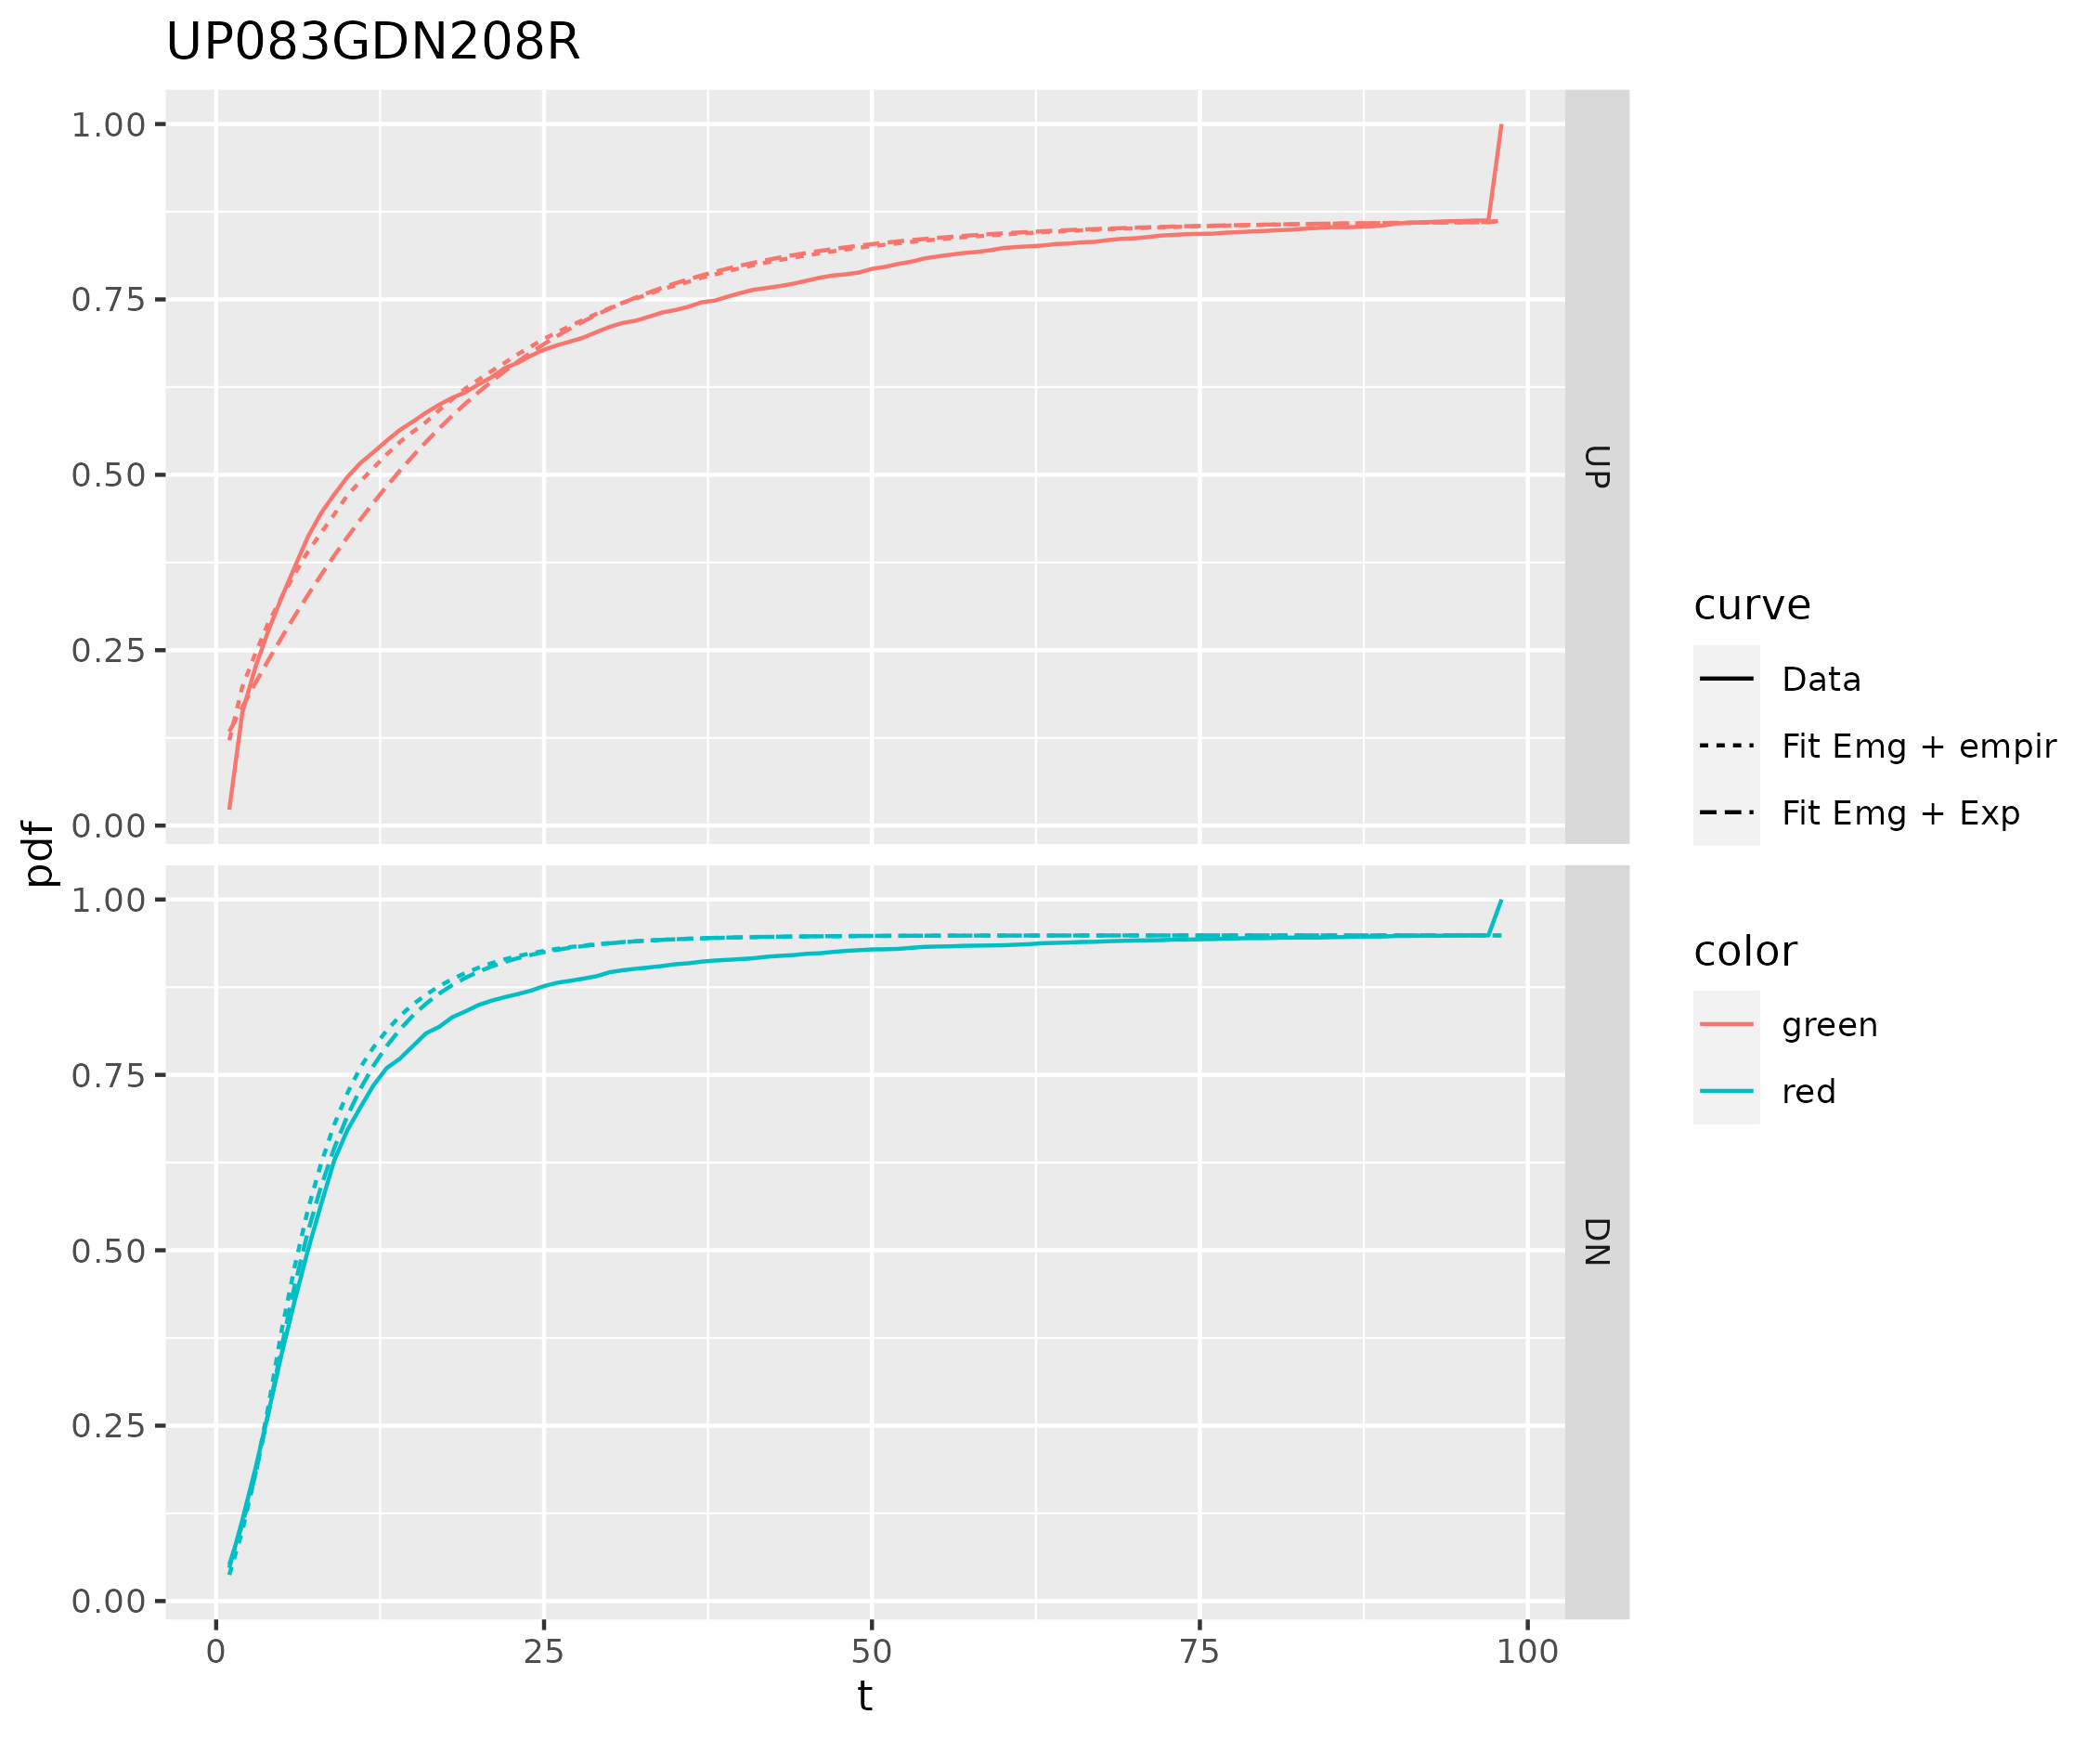 UP083GDN208R
pdf
1.00
0.75
0.50
0.25
0.00
UP
1.00
0.75
0.50
0.25
0.00
DN
0 25 50 75 100
t
curve
Data
Fit Emg + empir
Fit Emg + Exp
color
green
red